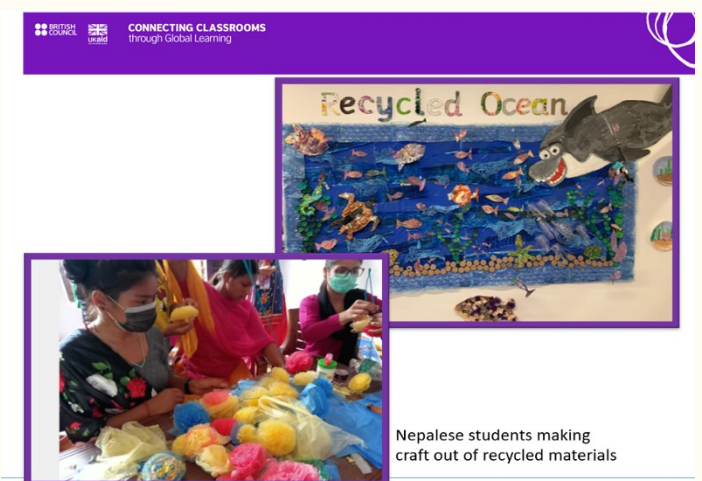 BRITISH
COUNCIL
ukaid
CONNECTING CLASSROOMS
through Global Learning
Recycled Ocean
Nepalese students making
craft out of recycled materials